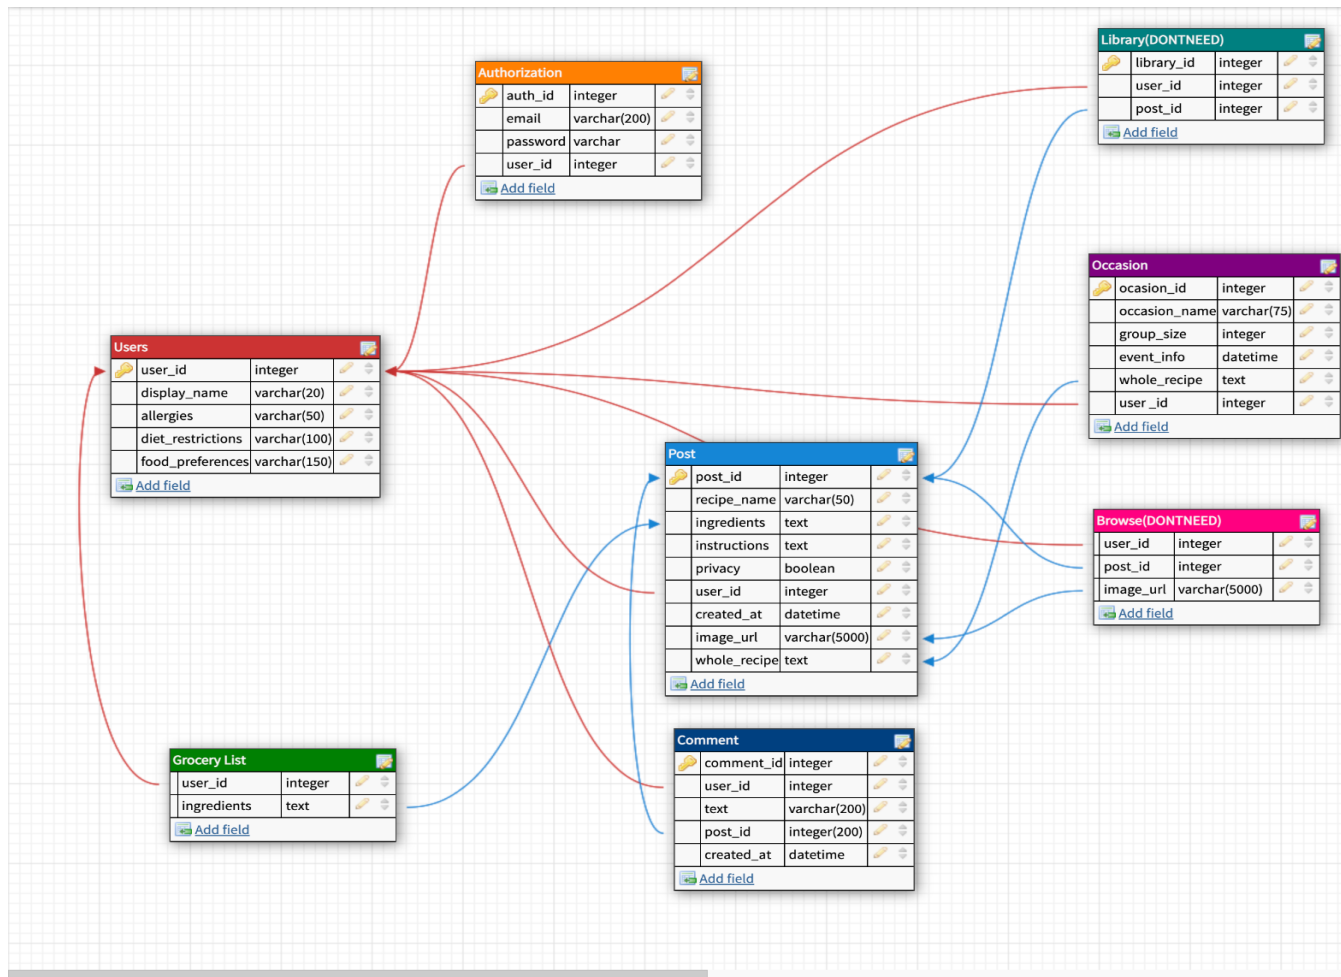 Authorization
auth_id integer
email varchar(200)
password varchar
user_id integer
Add field
Library(DONTNEED)
library_id integer
user_id integer
post_id integer
Add field
Occasion
ocasion_id integer
occasion_name varchar(75)
group_size integer
event_info datetime
whole_recipe text
user _id integer
Add field
Users
user_id integer
display_name varchar(20)
allergies varchar(50)
diet_restrictions varchar(100)
food_preferences varchar(150)
Add field
Post
post_id integer
recipe_name varchar(50)
ingredients text
instructions text
privacy boolean
user_id integer
created_at datetime
image_url varchar(5000)
whole_recipe text
Add field
Browse(DONTNEED)
user_id integer
post_id integer
image_url varchar(5000)
Add field
Grocery List
user_id integer
ingredients text
Add field
Comment
comment_id integer
user_id integer
text varchar(200)
post_id integer(200)
created_at datetime
Add field